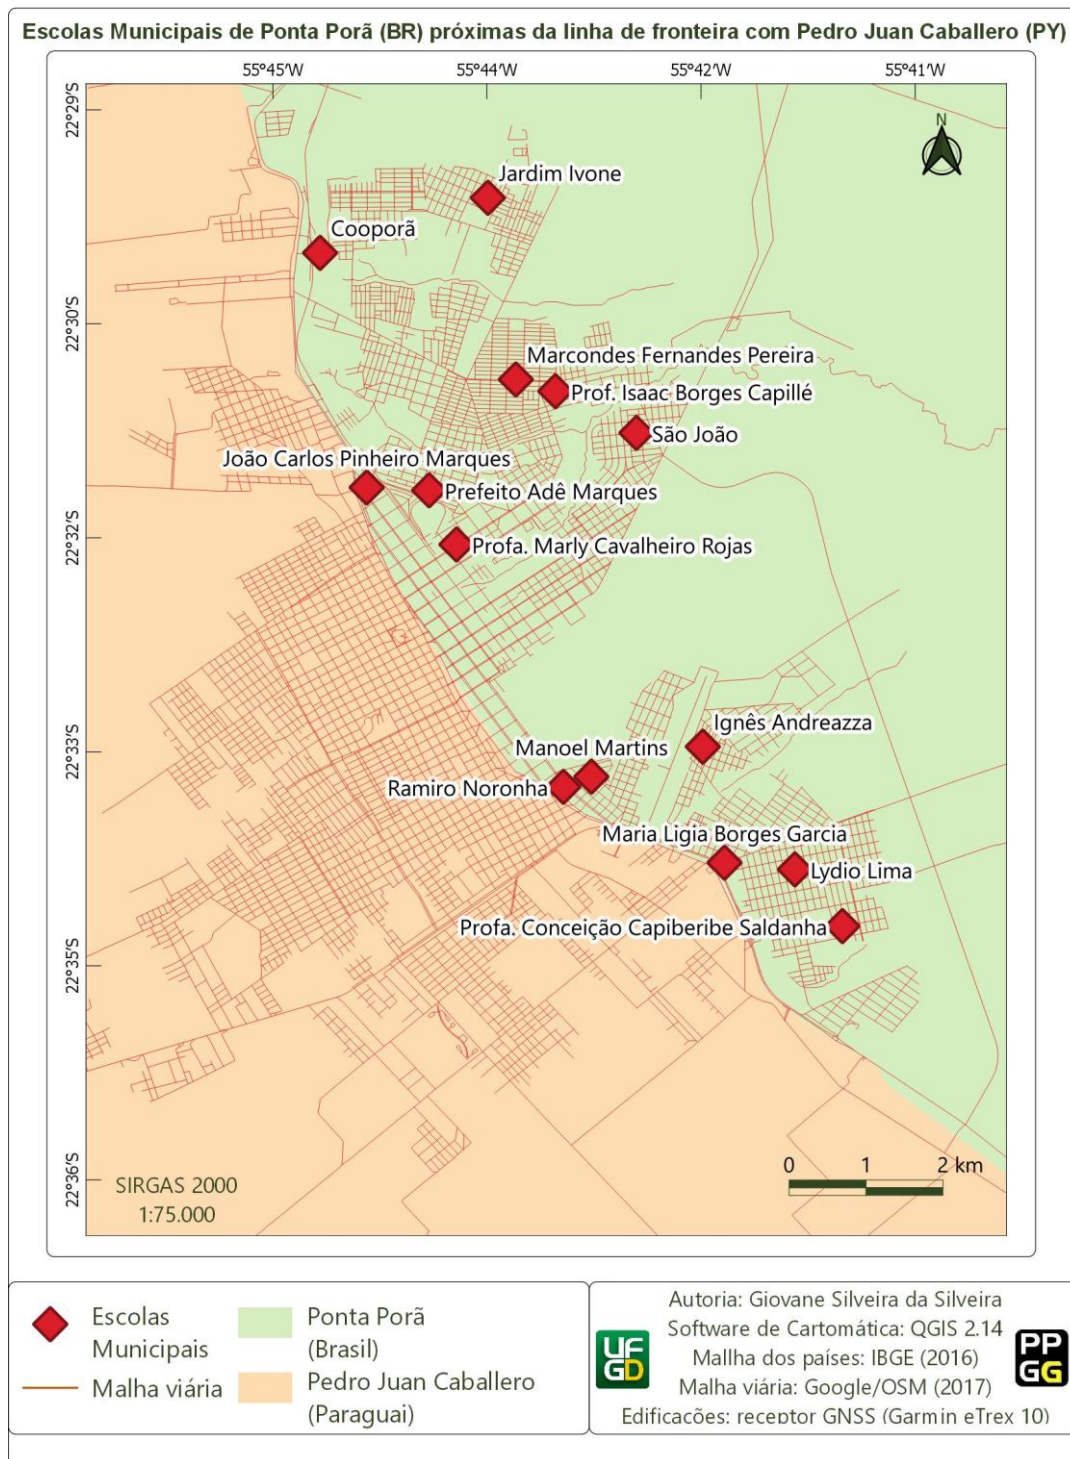 Escolas Municipais de Ponta Porã (BR) próximas da linha de fronteira com Pedro Juan Caballero (PY)
55°45'W
55°44'W
55°42'W
55°41'W
22°29'S
N
Jardim Ivone
Cooporã
22°30'S
Marcondes Fernandes Pereira
Prof. Isaac Borges Capillé
São João
João Carlos Pinheiro Marques
Prefeito Adê Marques
22°32'S
Profa. Marly Cavalheiro Rojas
Ignês Andreazza
22°33'S
Manoel Martins
Ramiro Noronha
Maria Ligia Borges Garcia
Lydio Lima
Profa. Conceição Capiberibe Saldanha
22°35'S
0 1 2 km
22°36'S
SIRGAS 2000
1:75.000
Escolas
Municipais
Malha viária
Ponta Porã
(Brasil)
Pedro Juan Caballero
(Paraguai)
UF
GD
Autoria: Giovane Silveira da Silveira
Software de Cartomática: QGIS 2.14
Mallha dos países: IBGE (2016)
Malha viária: Google/OSM (2017)
Edificacões: receptor GNSS (Garmin eTrex 10)
PP
GG